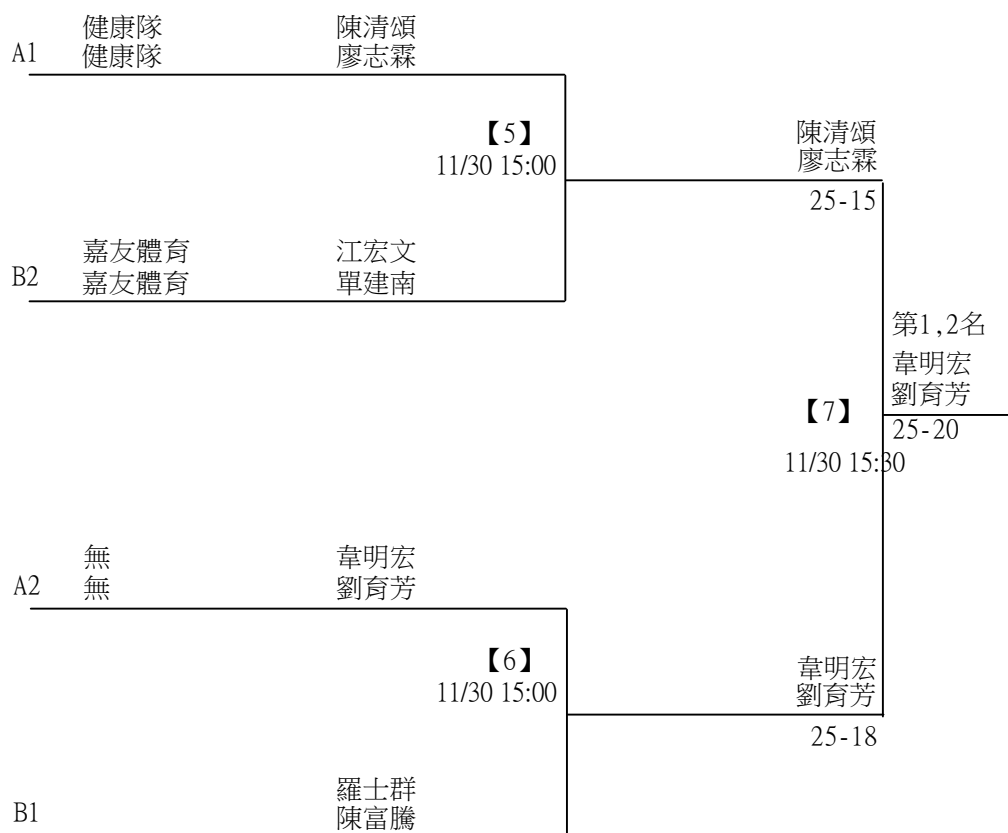 健康隊 陳清頌
A1 健康隊 廖志霖
【5】
11/30 15:00
陳清頌
廖志霖
25-15
嘉友體育 江宏文
B2 嘉友體育 單建南
第1,2名
韋明宏
劉育芳
【7】
25-20
11/30 15:30
無 韋明宏
A2 無 劉育芳
【6】
11/30 15:00
韋明宏
劉育芳
25-18
羅士群
B1 陳富騰